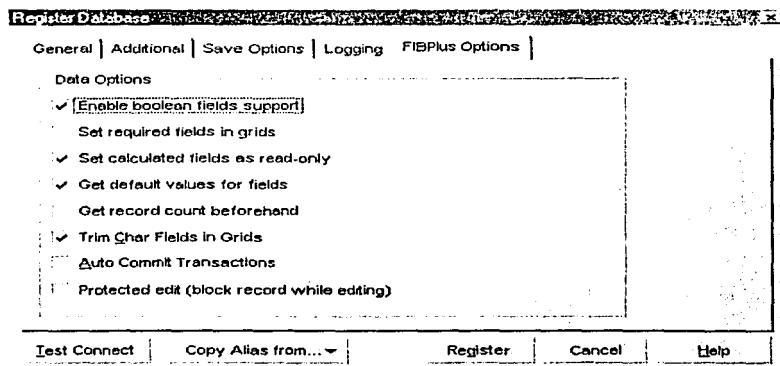 Register Database
General Additional Save Options Logging FIBPlus Options
Data Options
Enable boolean fields support
Set required fields in grids
Set calculated fields as read-only
Get default values for fields
Get record count beforehand
Trim Char Fields in Grids
Auto Commit Transactions
Protected edit (block record while editing)
Test Connect Copy Alias from... Register Cancel Help